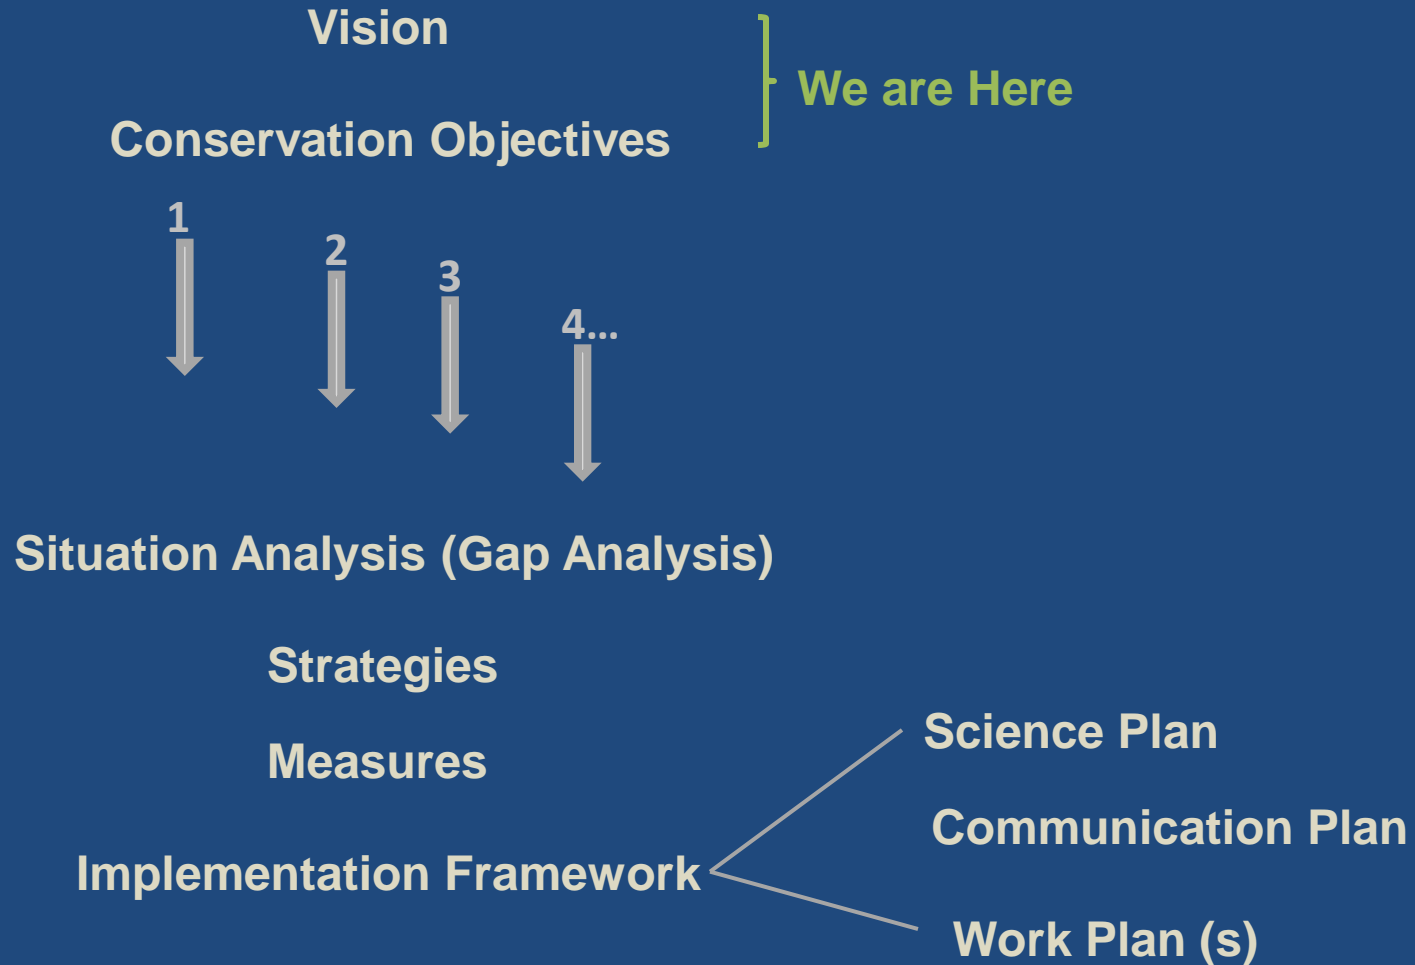 Vision
We are Here
Conservation Objectives
1
2
3
4...
Situation Analysis (Gap Analysis)
Strategies
Measures
Science Plan
Communication Plan
Implementation Framework
Work Plan (s)